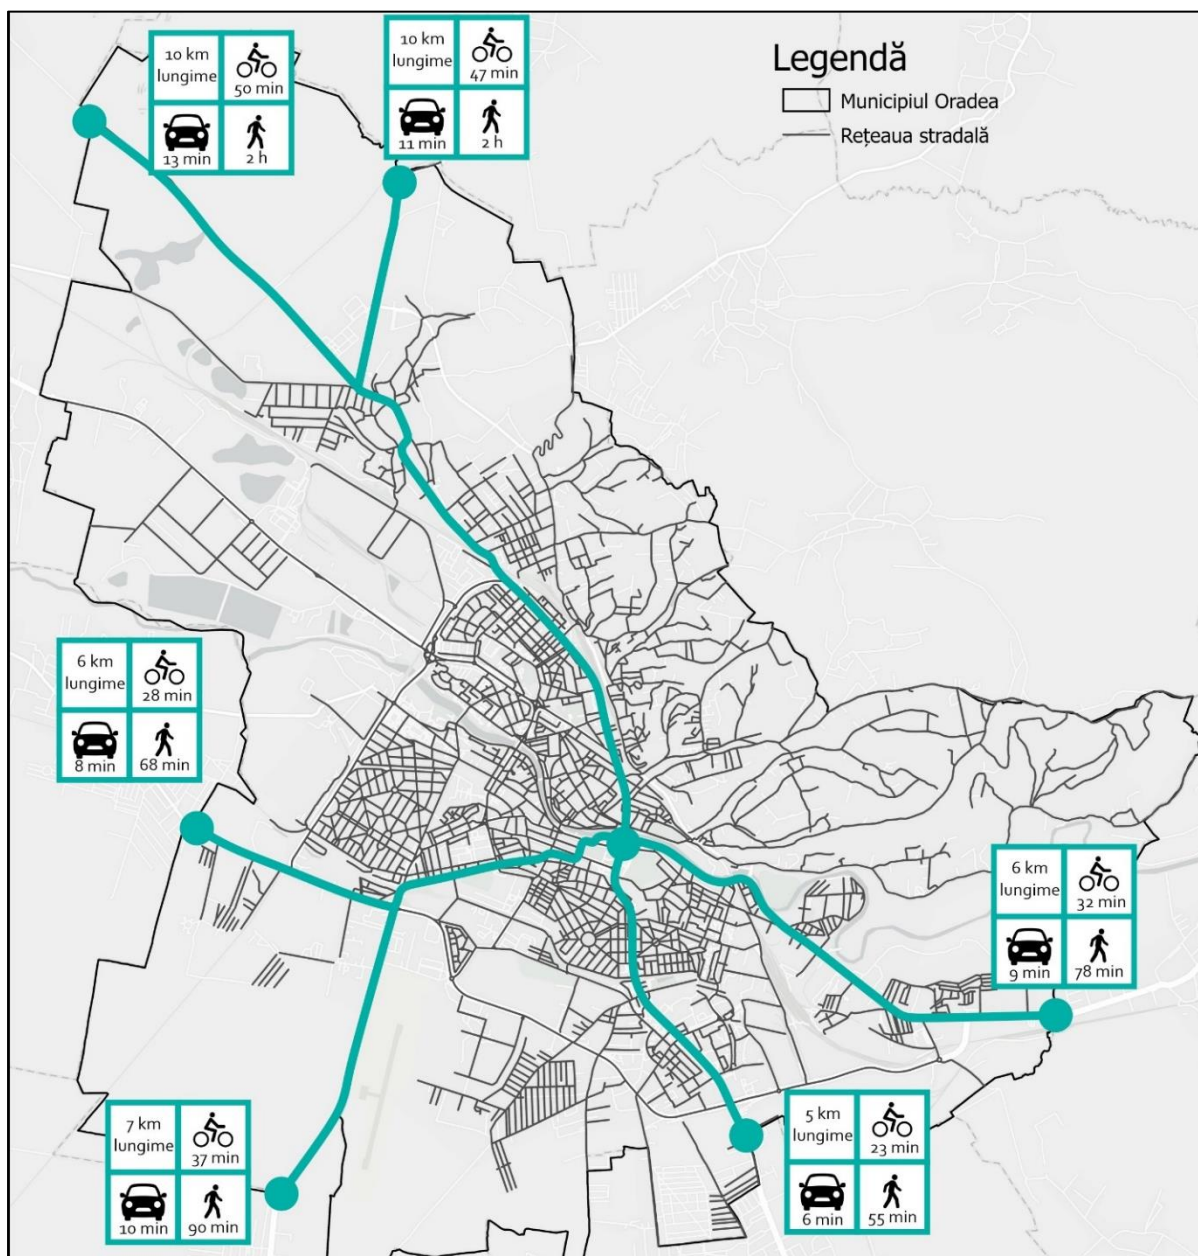 10 km
lungime
50 min
13 min
2 h
10 km
lungime
47 min
11 min
2 h
Legendă
Municipiul Oradea
Rețeaua stradală
6 km
lungime
28 min
8 min
68 min
6 km
lungime
32 min
9 min
78 min
7 km
lungime
37 min
10 min
90 min
5 km
lungime
23 min
6 min
55 min